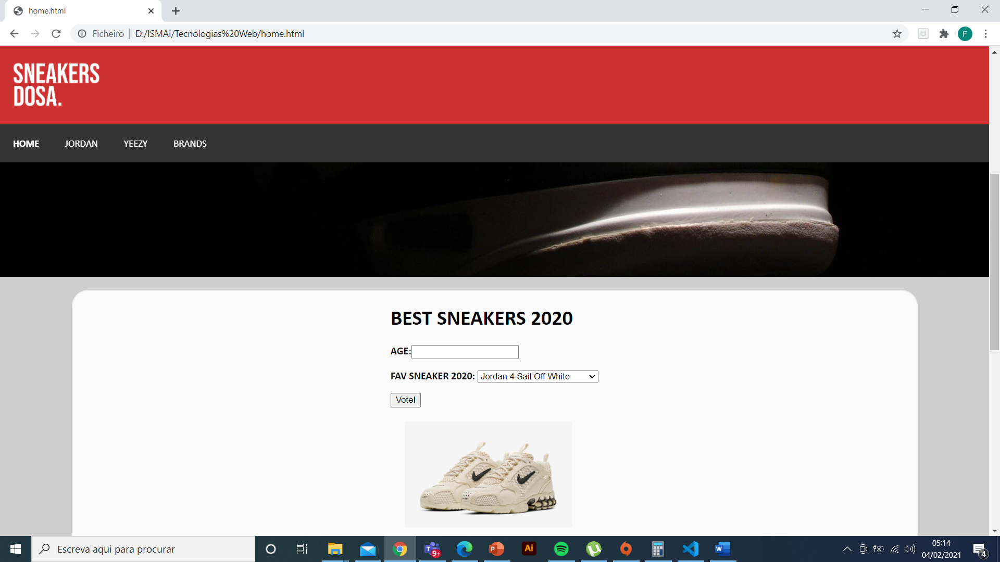 home.html
Ficheiro | D:/ISMAI/Tecnologias%20Web/home.html
F
SNEAKERS
DOSA.
HOME JORDAN YEEZY BRANDS
BEST SNEAKERS 2020
AGE:
FAV SNEAKER 2020: Jordan 4 Sail Off White
Vote!
Escreva aqui para procurar
T 9+
P
Ai
W
05:14
04/02/2021
4